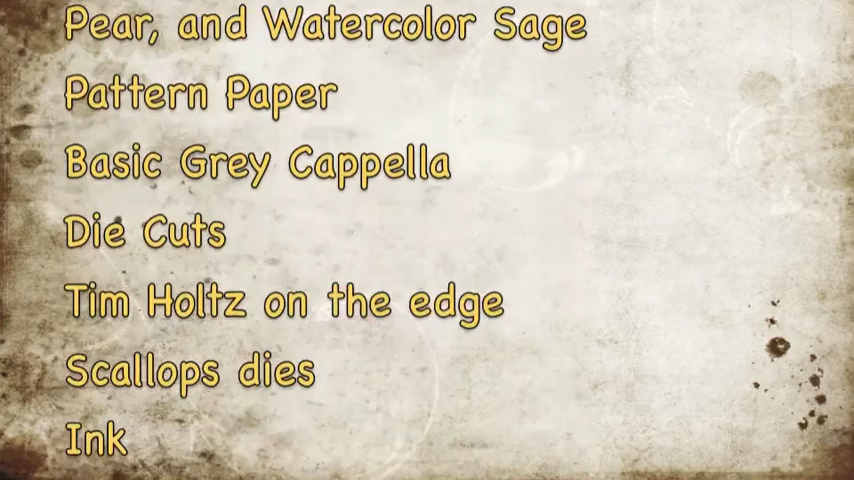 Pear, and Watercolor Sage
Pattern Paper
Basic Grey Cappella
Die Cuts
Tim Holtz on the edge
Scallops dies
Ink